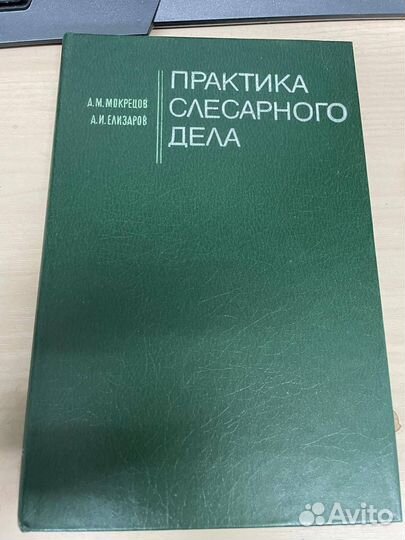 А.М.МОКРЕЦОВ
А.И.ЕЛИЗАРОВ
ПРАКТИКА
СЛЕСАРНОГО
ДЕЛА
Avito